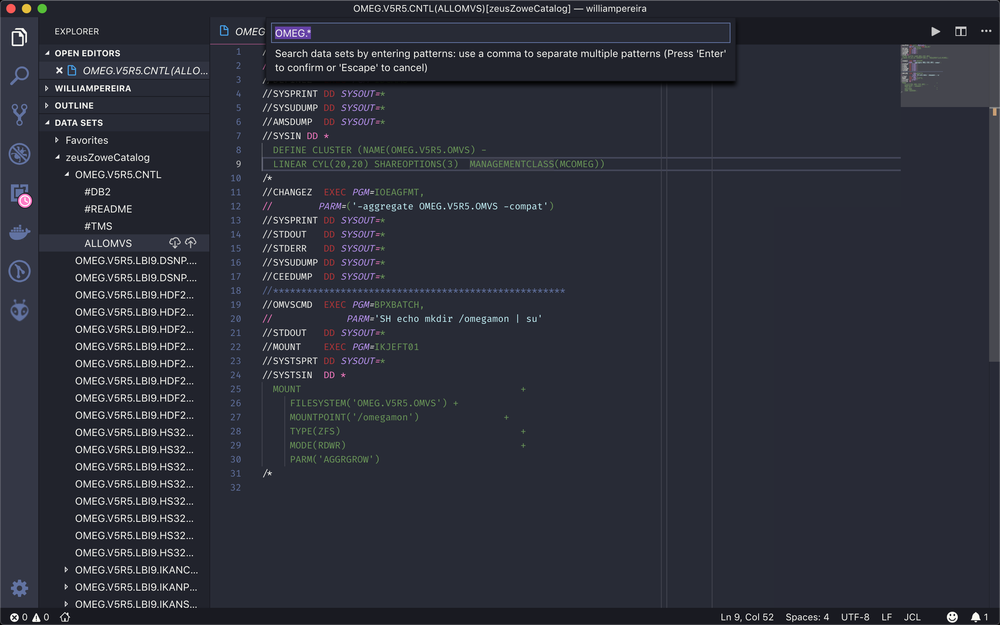 OMEG.V5R5.CNTL(ALLOMVS)[zeusZoweCatalog] — williampereira
EXPLORER
OPEN EDITORS
OMEG.V5R5.CNTL(ALLO...
WILLIAMPEREIRA
OUTLINE
DATA SETS
Favorites
zeusZoweCatalog
OMEG.V5R5.CNTL
#DB2
#README
#TMS
ALLOMVS
OMEG.V5R5.LBI9.DSNP....
OMEG.V5R5.LBI9.DSNP....
OMEG.V5R5.LBI9.HDF2...
OMEG.V5R5.LBI9.HDF2...
OMEG.V5R5.LBI9.HDF2...
OMEG.V5R5.LBI9.HDF2...
OMEG.V5R5.LBI9.HDF2...
OMEG.V5R5.LBI9.HDF2...
OMEG.V5R5.LBI9.HDF2...
OMEG.V5R5.LBI9.HDF2...
OMEG.V5R5.LBI9.HS32...
OMEG.V5R5.LBI9.HS32...
OMEG.V5R5.LBI9.HS32...
OMEG.V5R5.LBI9.HS32...
OMEG.V5R5.LBI9.HS32...
OMEG.V5R5.LBI9.HS32...
OMEG.V5R5.LBI9.HS32...
OMEG.V5R5.LBI9.HS32...
OMEG.V5R5.LBI9.IKANC...
OMEG.V5R5.LBI9.IKANP...
OMEG.V5R5.LBI9.IKANS...
OMEG
OMEG.*
Search data sets by entering patterns: use a comma to separate multiple patterns (Press 'Enter'
to confirm or 'Escape' to cancel)
1
2
3
4 //SYSPRINT DD SYSOUT=*
5 //SYSUDUMP DD SYSOUT=*
6 //AMSDUMP  DD SYSOUT=*
7 //SYSIN DD *
8   DEFINE CLUSTER (NAME(OMEG.V5R5.OMVS) -
9   LINEAR CYL(20,20) SHAREOPTIONS(3)  MANAGEMENTCLASS(MCOMEG))
10 /*
11 //CHANGEZ  EXEC PGM=IOEAGFMT,
12 //        PARM=('-aggregate OMEG.V5R5.OMVS -compat')
13 //SYSPRINT DD SYSOUT=*
14 //STDOUT   DD SYSOUT=*
15 //STDERR   DD SYSOUT=*
16 //SYSUDUMP DD SYSOUT=*
17 //CEEDUMP  DD SYSOUT=*
18 //****************************************************
19 //OMVSCMD  EXEC PGM=BPXBATCH,
20 //             PARM='SH echo mkdir /omegamon | su'
21 //STDOUT   DD SYSOUT=*
22 //MOUNT    EXEC PGM=IKJEFT01
23 //SYSTSPRT DD SYSOUT=*
24 //SYSTSIN  DD *
25   MOUNT                                       +
26      FILESYSTEM('OMEG.V5R5.OMVS') +
27      MOUNTPOINT('/omegamon')               +
28      TYPE(ZFS)                                +
29      MODE(RDWR)                               +
30      PARM('AGGRGROW')
31 /*
32
0 0
Ln 9, Col 52 Spaces: 4 UTF-8 LF JCL 1